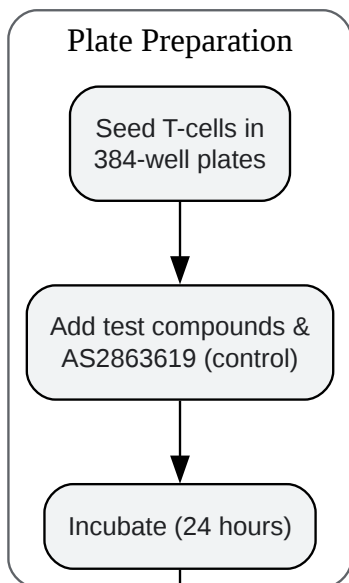 Plate Preparation
Seed T-cells in
384-well plates
Add test compounds &
AS2863619 (control)
Incubate (24 hours)